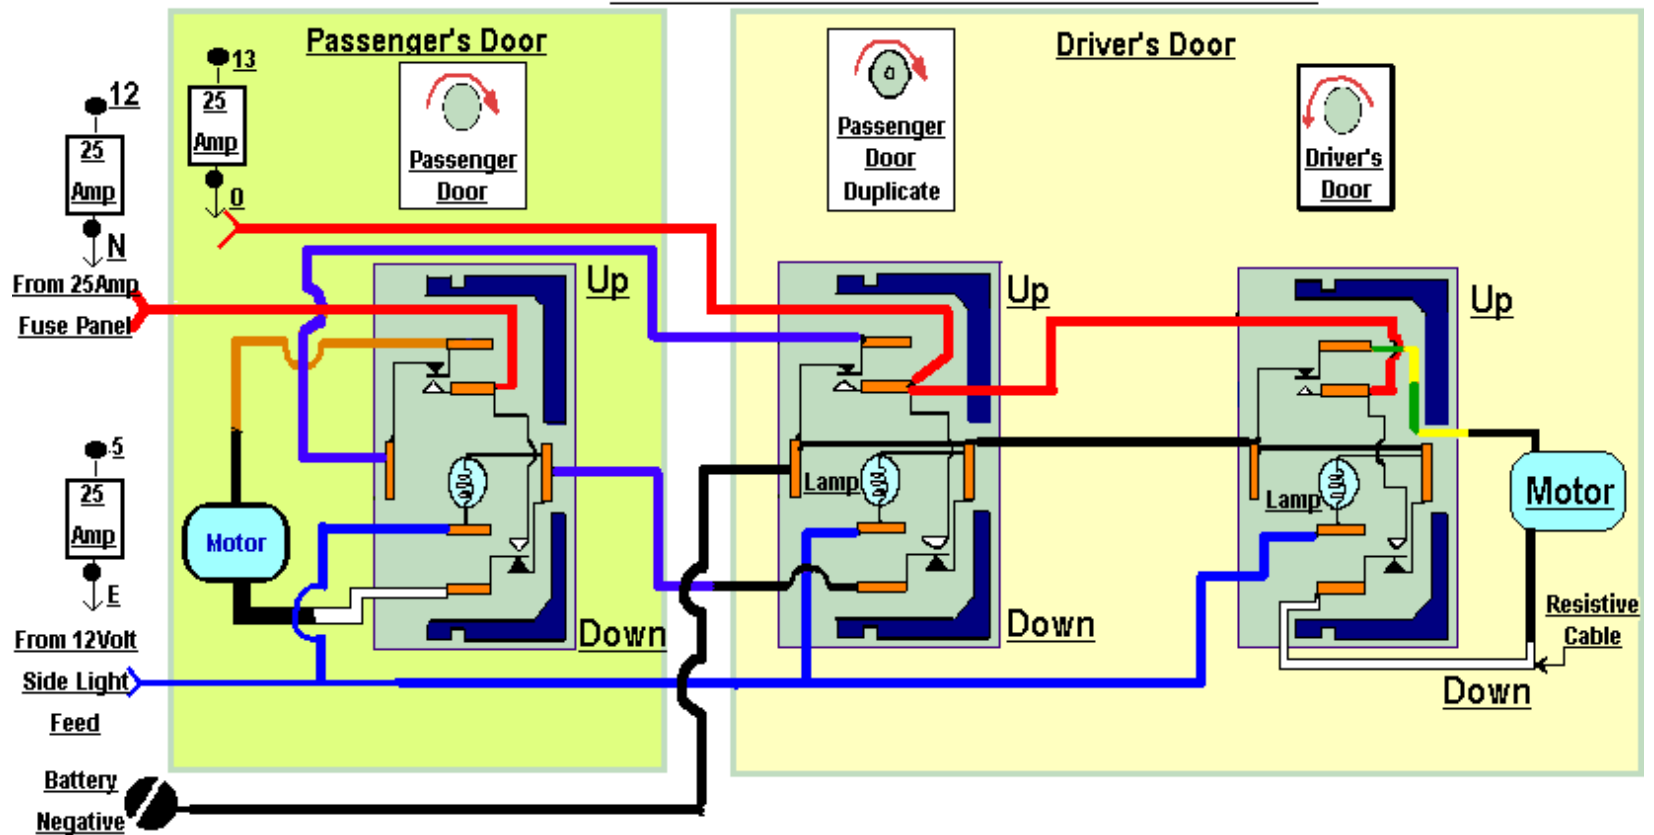 Passenger's Door
Driver's Door
13
25
Amp
0
12
25
Amp
N
Passenger
Door
Passenger
Door
Duplicate
Driver's
Door
From 25Amp
Fuse Panel
Up
Up
Up
5
25
Amp
E
Motor
Lamp
Lamp
Motor
Down
Down
Down
Resistive
Cable
From 12Volt
Side Light
Feed
Battery
Negative